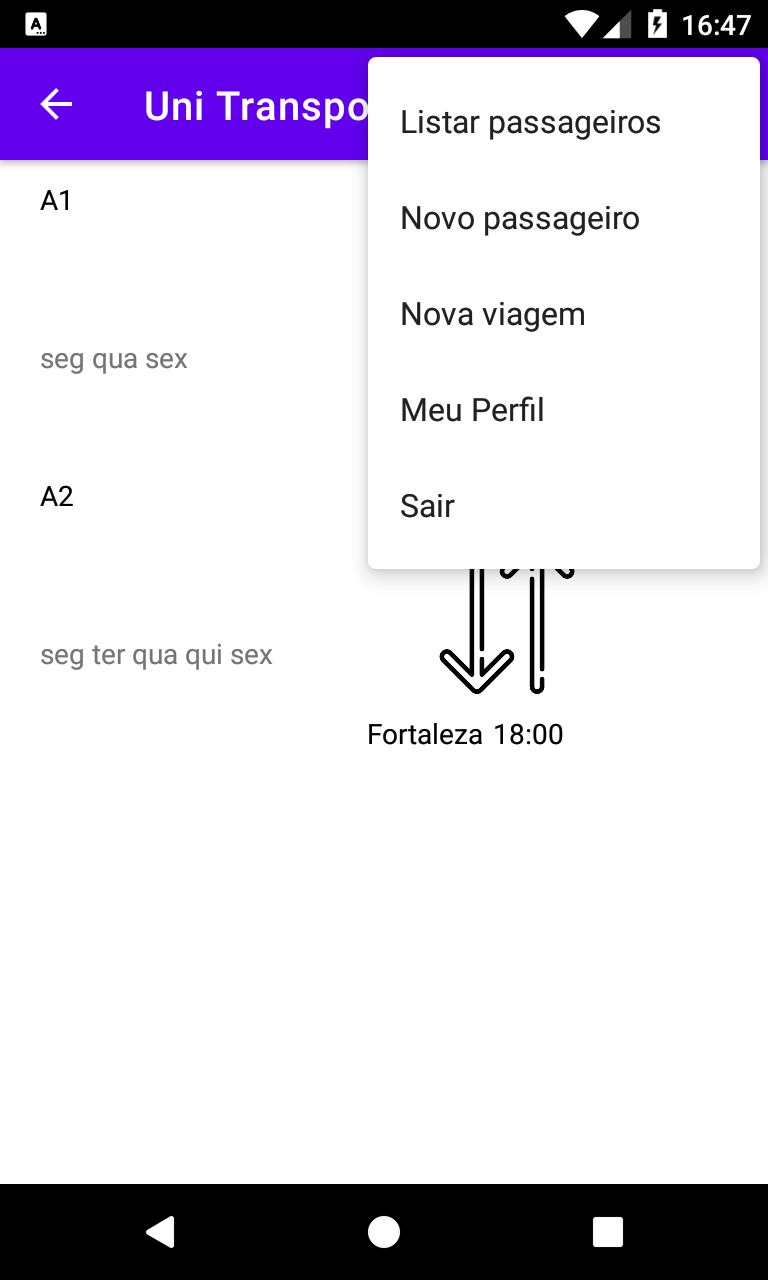 16:47
Uni Transpo
Listar passageiros
Novo passageiro
Nova viagem
Meu Perfil
Sair
A1
seg qua sex
A2
seg ter qua qui sex
Fortaleza 18:00